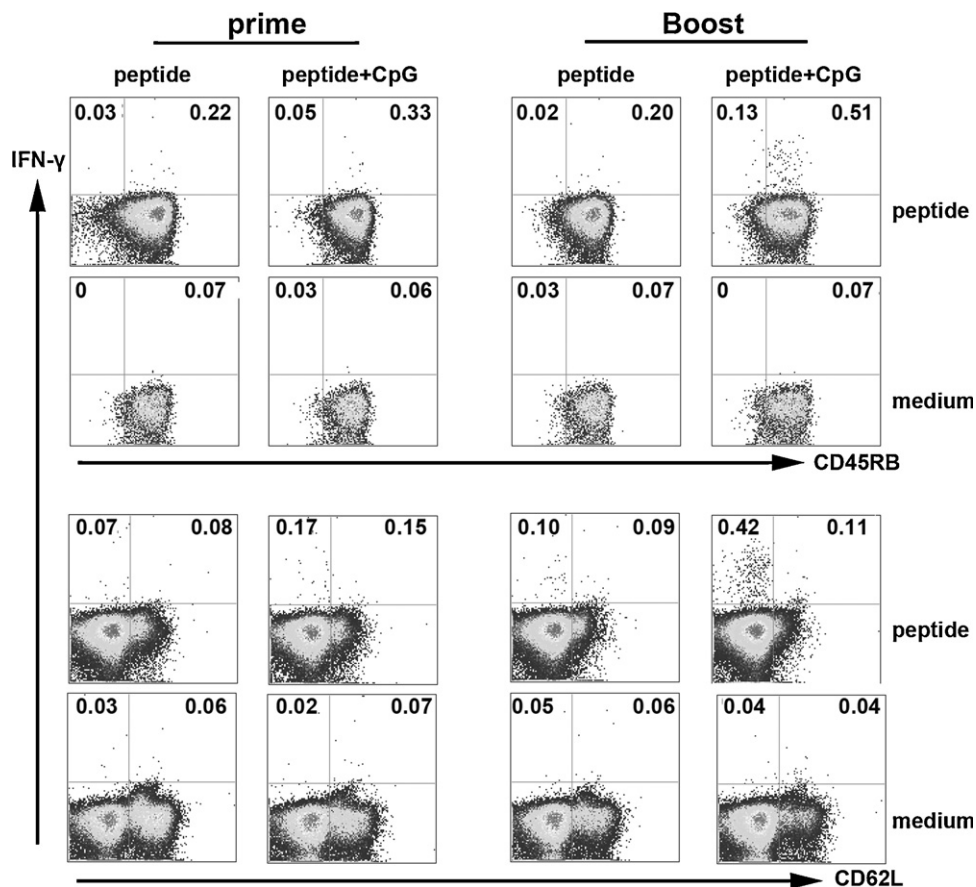 prime Boost
peptide peptide+CpG peptide peptide+CpG
IFN-γ
0.03 0.22 0.05 0.33 0.02 0.20 0.13 0.51
peptide
0 0.07 0.03 0.06 0.03 0.07 0 0.07
medium
CD45RB
0.07 0.08 0.17 0.15 0.10 0.09 0.42 0.11
peptide
0.03 0.06 0.02 0.07 0.05 0.06 0.04 0.04
medium
CD62L